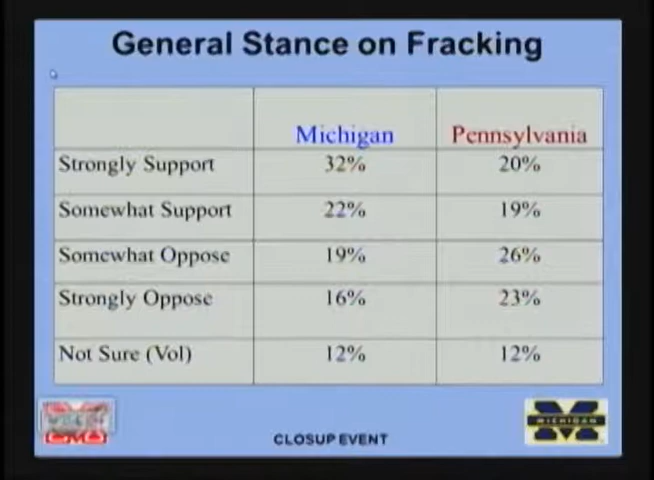 General Stance on Fracking
Michigan Pennsylvania
Strongly Support 32% 20%
Somewhat Support 22% 19%
Somewhat Oppose 19% 26%
Strongly Oppose 16% 23%
Not Sure (Vol) 12% 12%
CLOSUP EVENT
MICHIGAN